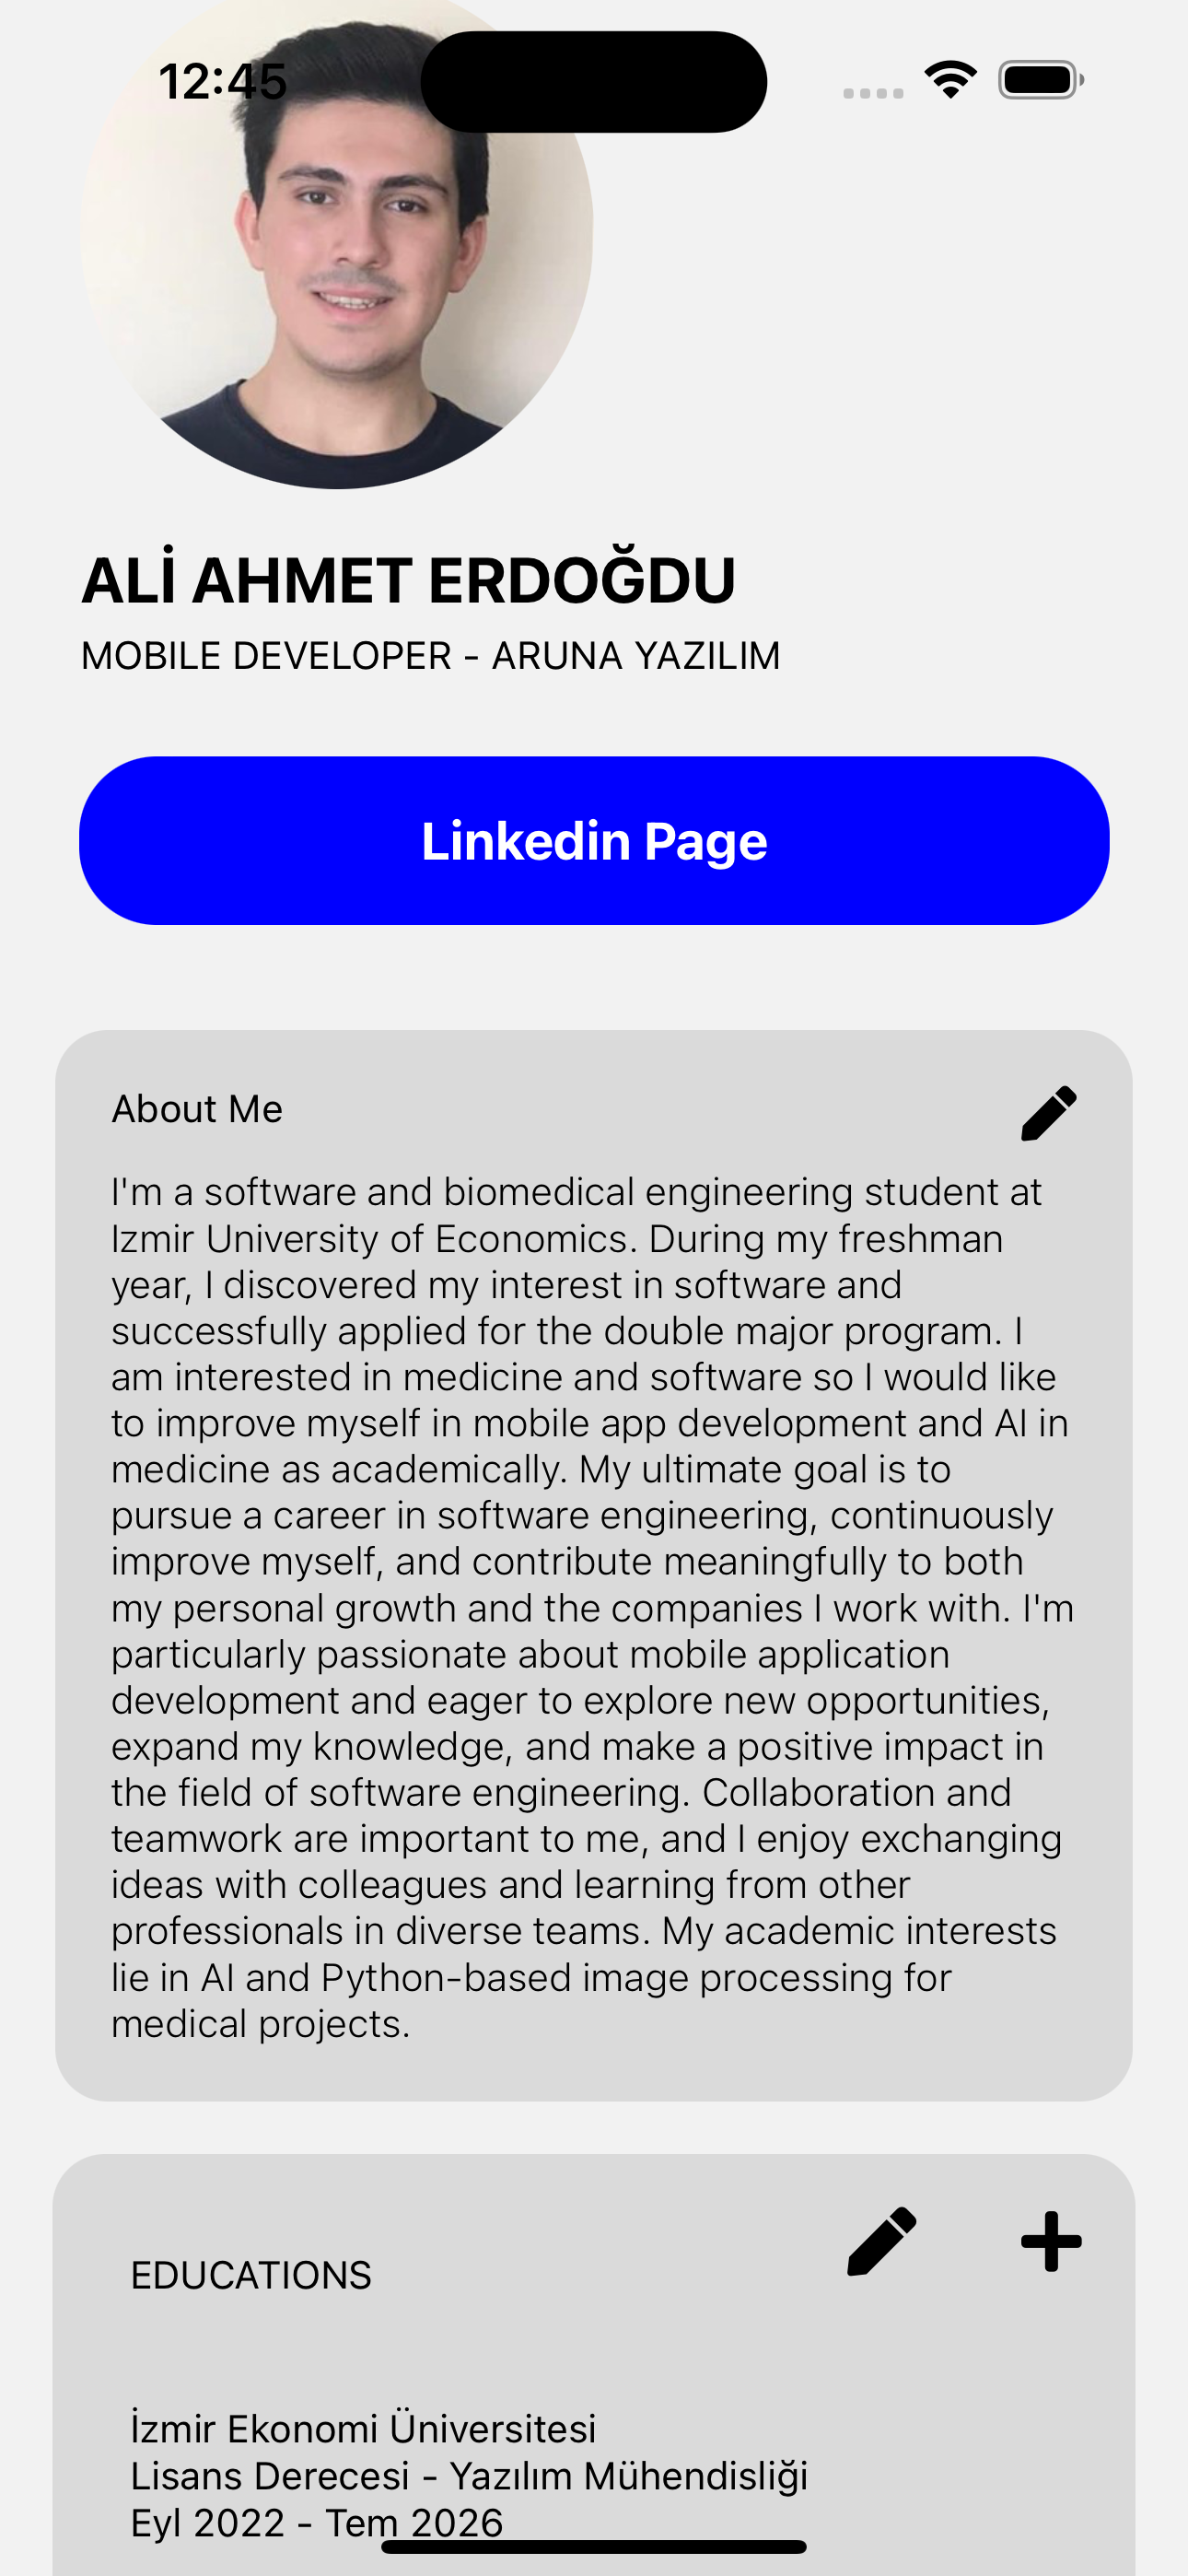 12:45
ALİ AHMET ERDOĞDU
MOBILE DEVELOPER - ARUNA YAZILIM
Linkedin Page
About Me
I'm a software and biomedical engineering student at
Izmir University of Economics. During my freshman
year, I discovered my interest in software and
successfully applied for the double major program. I
am interested in medicine and software so I would like
to improve myself in mobile app development and AI in
medicine as academically. My ultimate goal is to
pursue a career in software engineering, continuously
improve myself, and contribute meaningfully to both
my personal growth and the companies I work with. I'm
particularly passionate about mobile application
development and eager to explore new opportunities,
expand my knowledge, and make a positive impact in
the field of software engineering. Collaboration and
teamwork are important to me, and I enjoy exchanging
ideas with colleagues and learning from other
professionals in diverse teams. My academic interests
lie in AI and Python-based image processing for
medical projects.
EDUCATIONS
İzmir Ekonomi Üniversitesi
Lisans Derecesi - Yazılım Mühendisliği
Eyl 2022 - Tem 2026